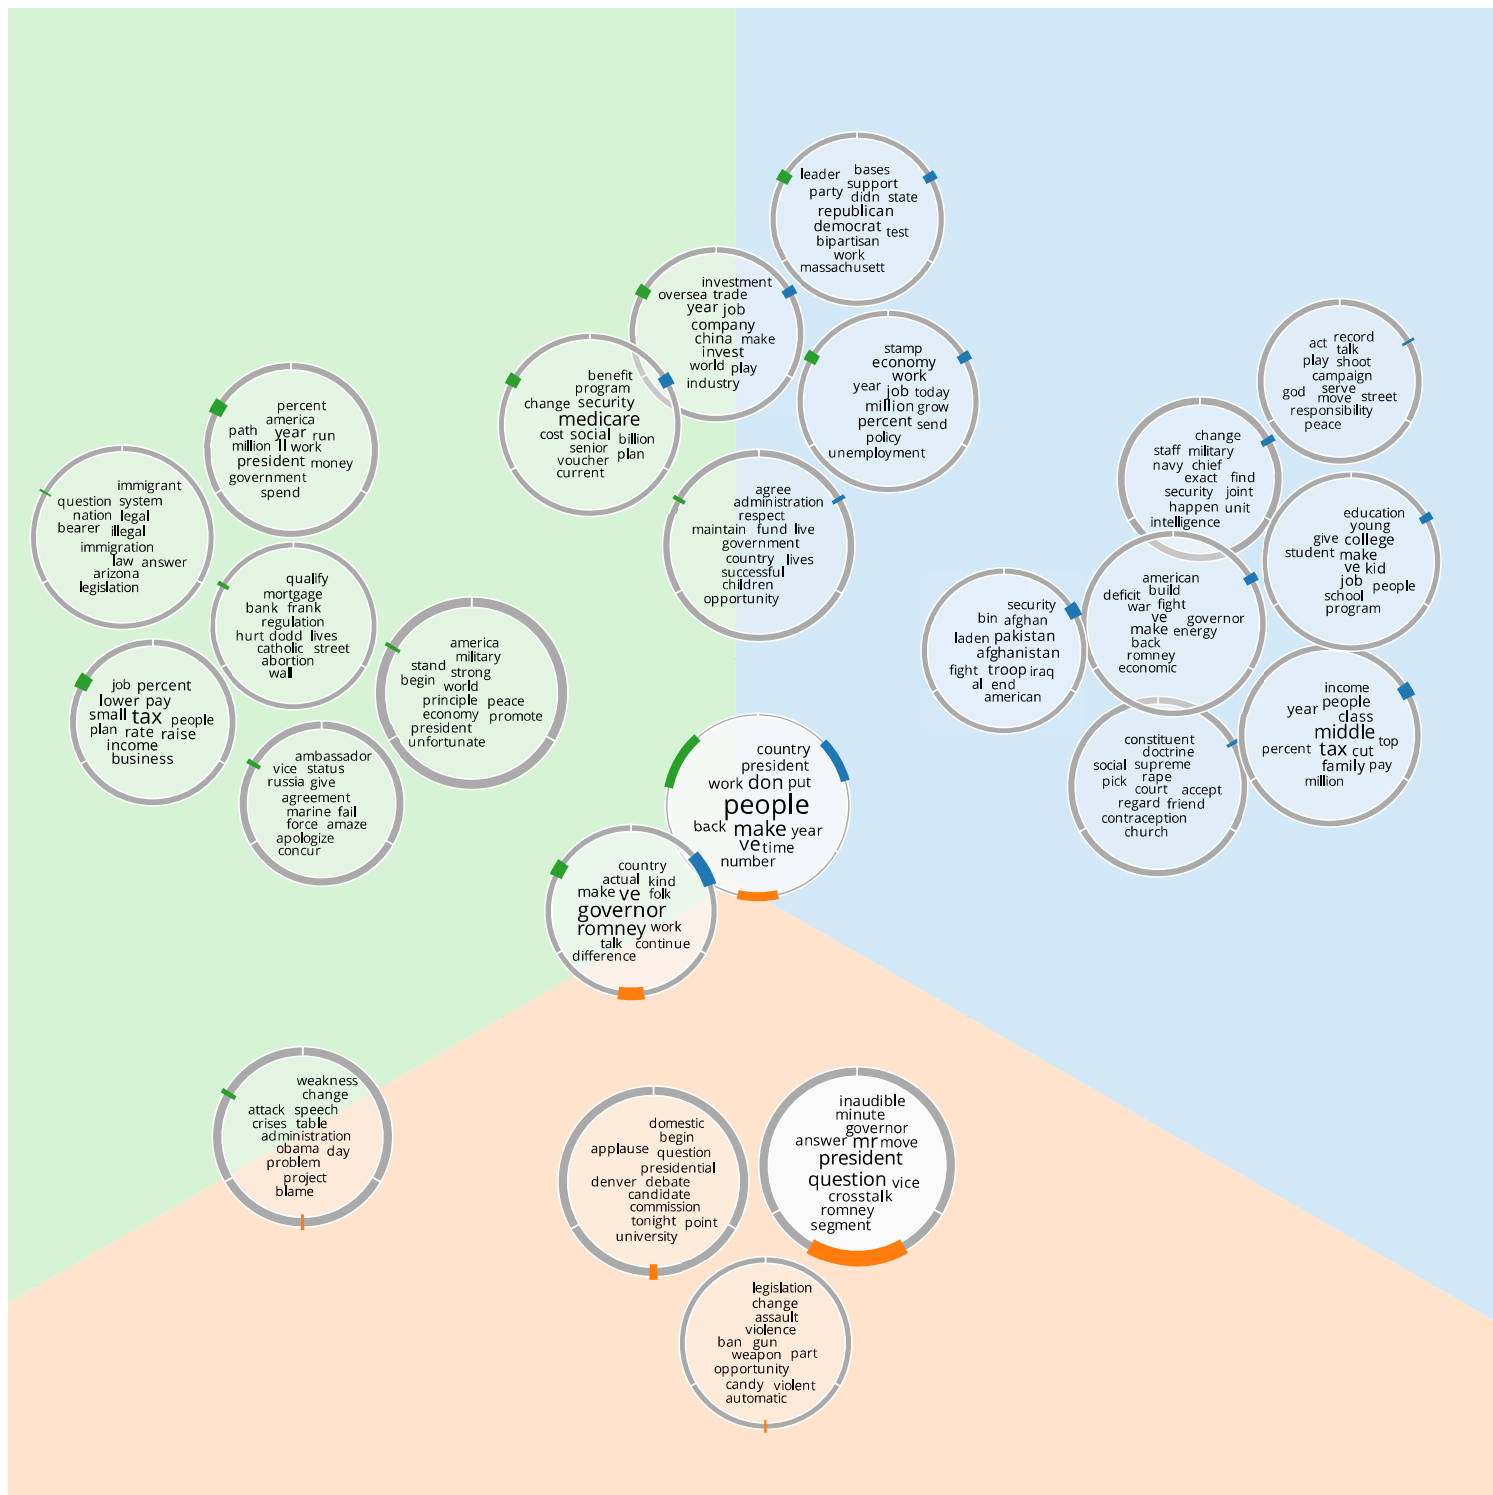 leader bases
support
party didn state
republican
democrat test
bipartisan
work
massachusett
investment
oversea trade
year job
company
china make
invest
world play
industry
stamp
economy
work
year job today
million grow
percent send
policy
unemployment
benefit
program
change security
medicare
cost social billion
senior plan
voucher
current
agree
administration
respect
maintain fund live
government
country lives
successful
children
opportunity
act record
talk
play shoot
campaign
god serve
move street
responsibility
peace
change
staff military
navy chief
exact find
security joint
happen unit
intelligence
education
young
give college
student make
ve kid
job people
school
program
american
deficit build
war fight
ve governor
make energy
back
romney
economic
security
bin afghan
laden pakistan
afghanistan
fight troop iraq
al end
american
income
year people
class
middle top
percent tax cut
family pay
million
constituent
doctrine
social supreme
pick rape
court accept
regard friend
contraception
church
percent
america
path year run
million ll work
president money
government
spend
immigrant
question system
nation legal
bearer illegal
immigration
law answer
arizona
legislation
qualify
mortgage
bank frank
regulation
hurt dodd lives
catholic street
abortion
wall
america
military
stand strong
begin world
principle peace
economy promote
president
unfortunate
job percent
lower pay
small tax people
plan rate raise
income
business
ambassador
vice status
russia give
agreement
marine fail
force amaze
apologize
concur
country
president
work don put
people
back make year
ve time
number
country
actual kind
make ve folk
governor
romney work
talk continue
difference
weakness
change
attack speech
crises table
administration
obama day
problem
project
blame
domestic
begin
applause question
presidential
denver debate
candidate
commission
tonight point
university
inaudible
minute
governor
answer mr move
president
question vice
crosstalk
romney
segment
legislation
change
assault
violence
ban gun
weapon part
opportunity
candy violent
automatic